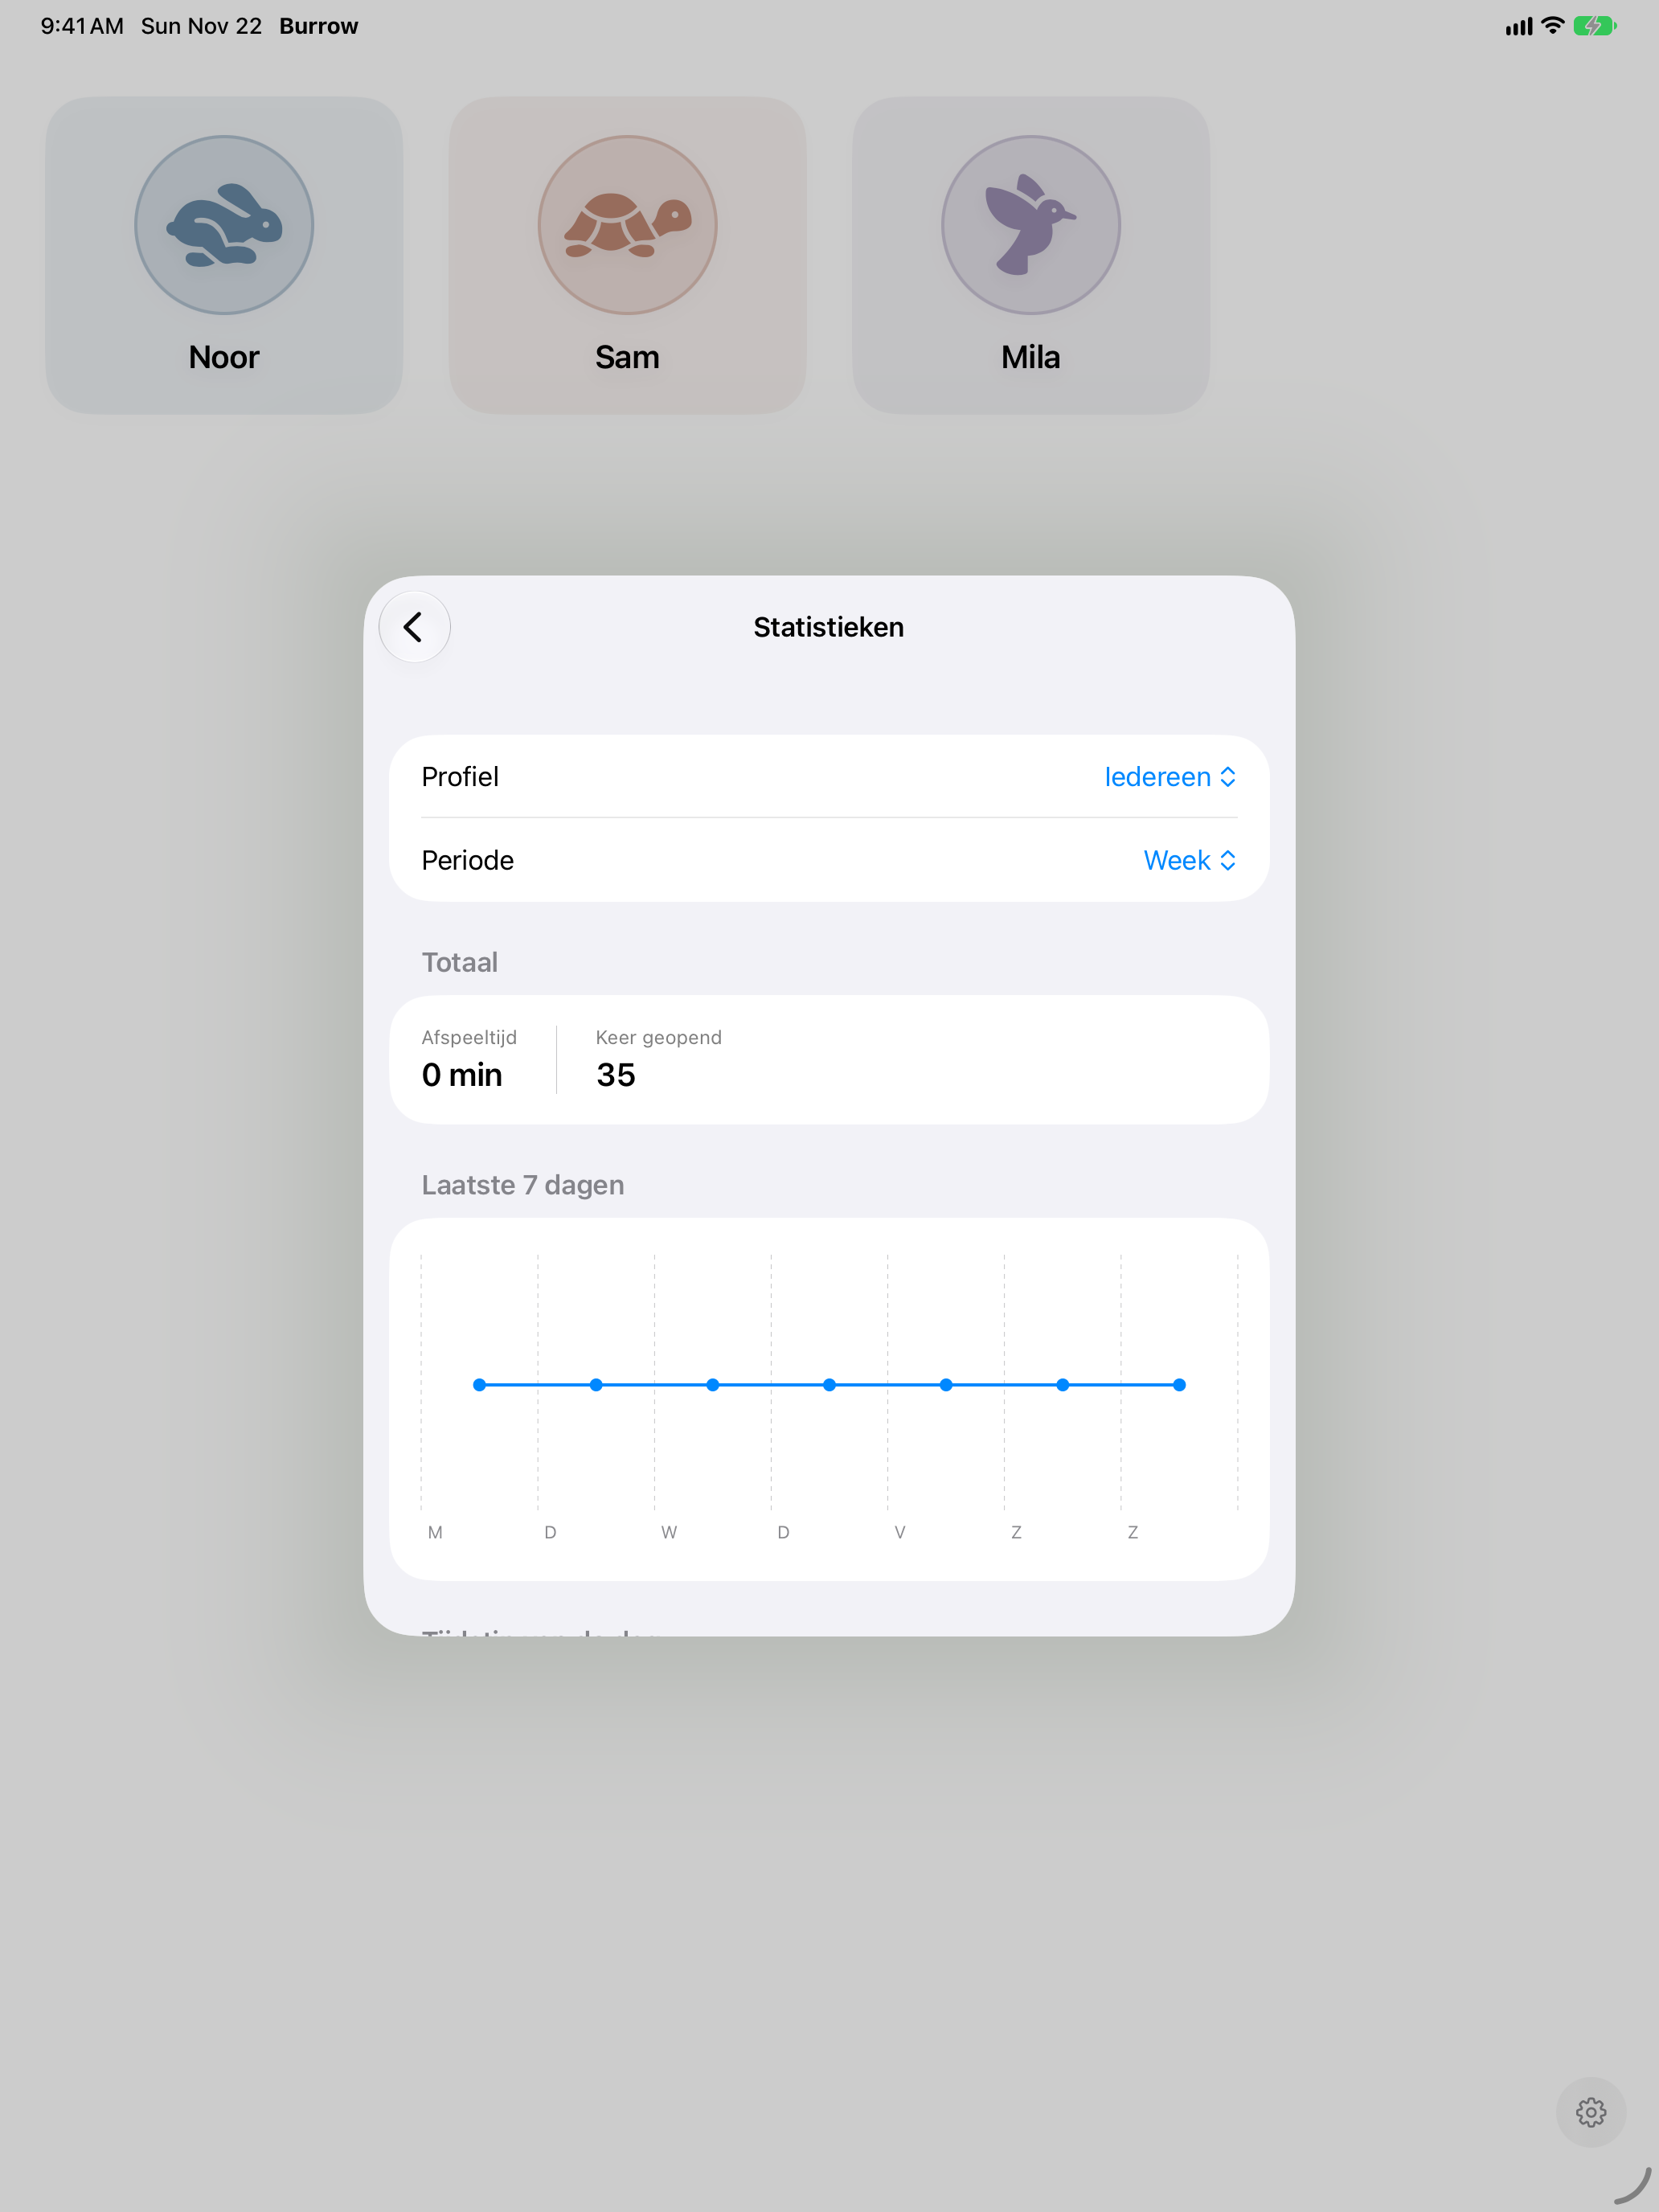 9:41 AM Sun Nov 22 Burrow
Noor
Sam
Mila
Statistieken
Profiel
Iedereen
Periode
Week
Totaal
Afspeeltijd
Keer geopend
0 min
35
Laatste 7 dagen
M D W D V Z Z